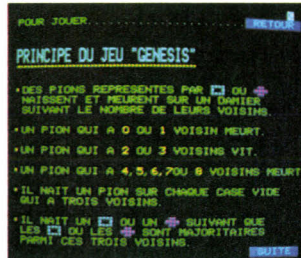 POUR JOUER....................
RETOUR
PRINCIPE DU JEU "GENESIS"
•DES PIONS REPRESENTES PAR OU
NAISSENT ET MEURENT SUR UN DAMIER
SUIVANT LE NOMBRE DE LEURS VOISINS.
•UN PION QUI A 0 OU 1 VOISIN MEURT.
•UN PION QUI A 2 OU 3 VOISINS VIT.
•UN PION QUI A 4,5,6,7OU 8 VOISINS MEURT
•IL NAIT UN PION SUR CHAQUE CASE VIDE
QUI A TROIS VOISINS.
•IL NAIT UN OU UN SUIVANT QUE
LES OU LES SONT MAJORITAIRES
PARMI CES TROIS VOISINS.
SUITE